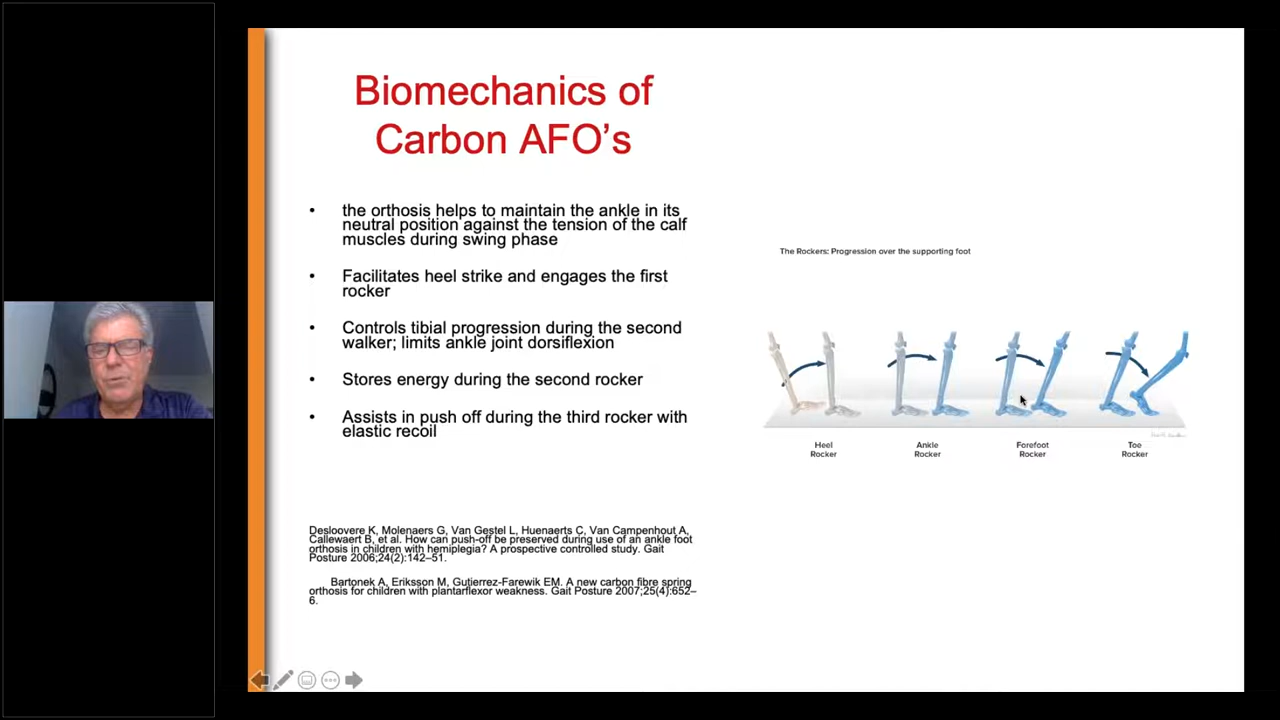 Biomechanics of
Carbon AFO's
• the orthosis helps to maintain the ankle in its
neutral position against the tension of the calf
muscles during swing phase
• Facilitates heel strike and engages the first
rocker
• Controls tibial progression during the second
walker; limits ankle joint dorsiflexion
• Stores energy during the second rocker
• Assists in push off during the third rocker with
elastic recoil
Desloovere K, Molenaers G, Van Gestel L, Huenaerts C, Van Campenhout A,
Callewaert B, et al. How can push-off be preserved during use of an ankle foot
orthosis in children with hemiplegia? A prospective controlled study. Gait
Posture 2006;24(2):142–51.
Bartonek A, Eriksson M, Gutierrez-Farewik EM. A new carbon fibre spring
orthosis for children with plantarflexor weakness. Gait Posture 2007;25(4):652–
6.
The Rockers: Progression over the supporting foot
Heel
Rocker
Ankle
Rocker
Forefoot
Rocker
Toe
Rocker